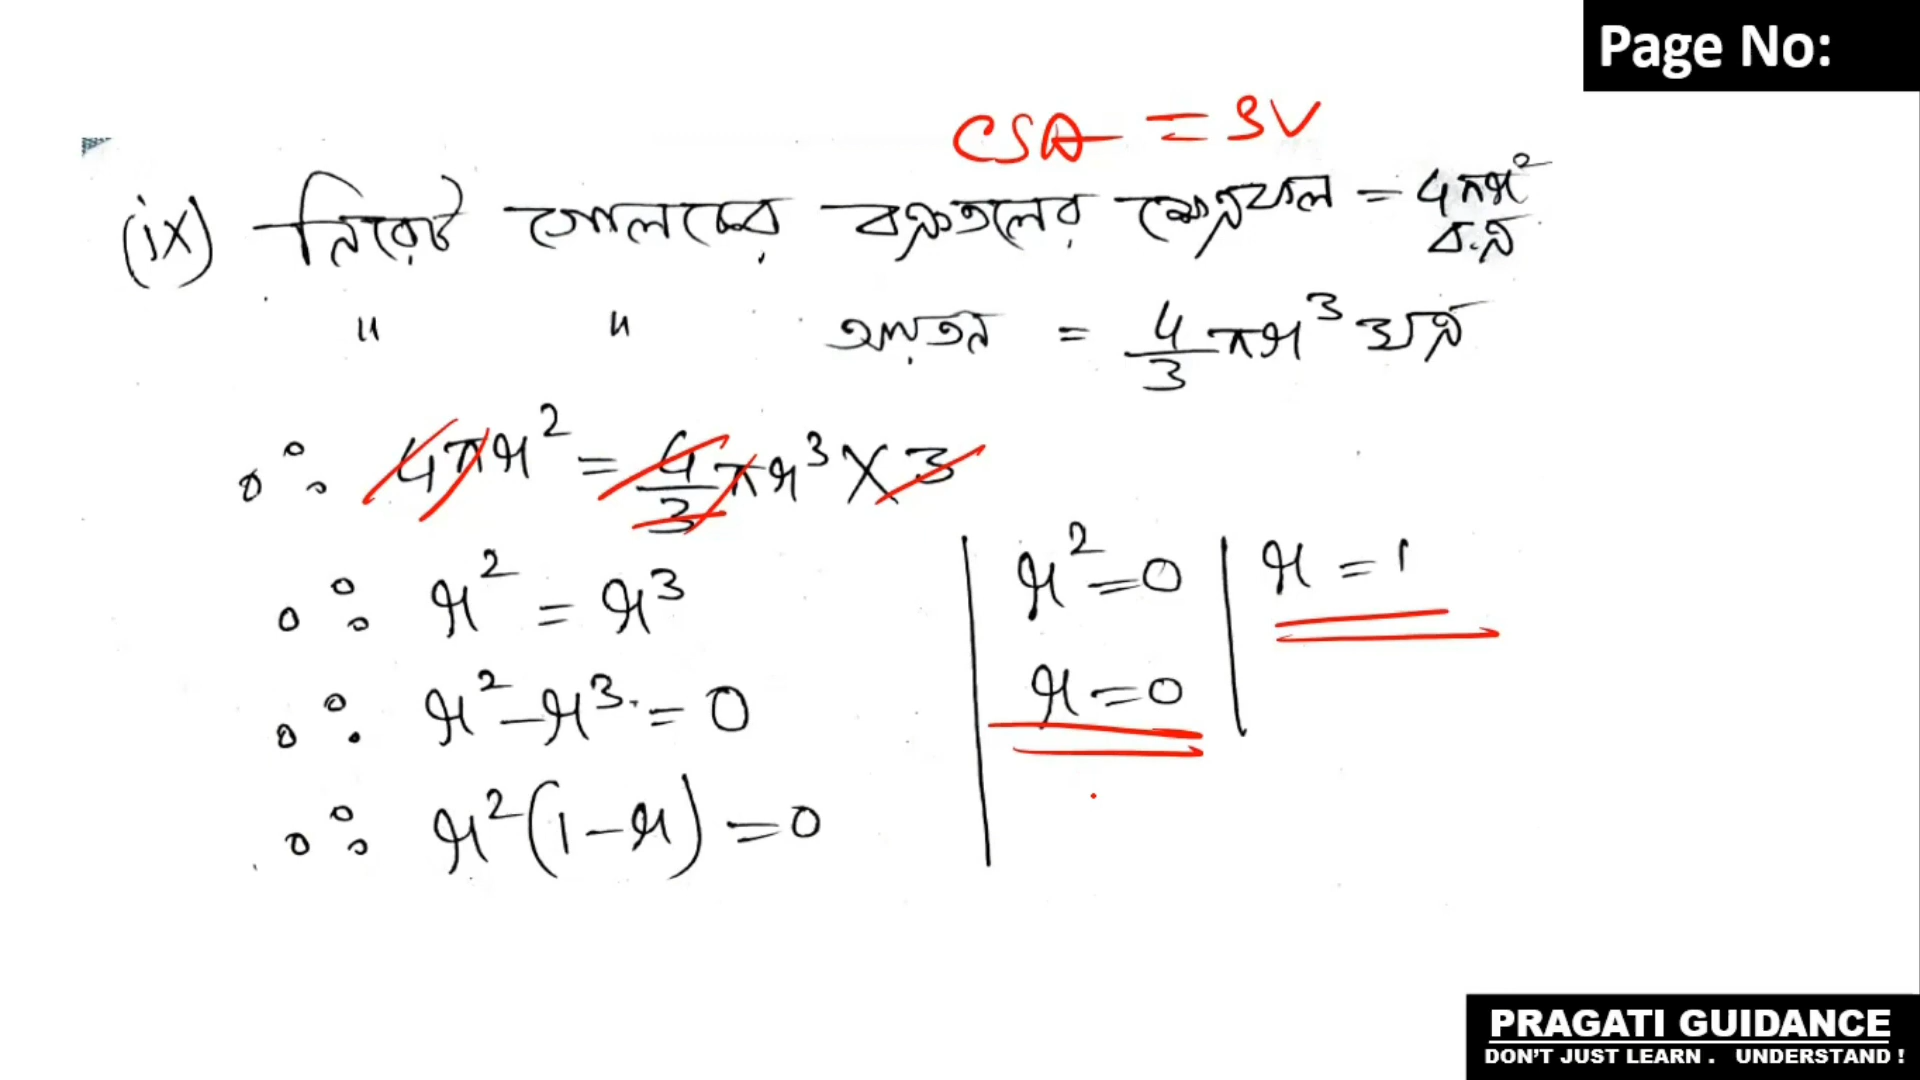 Page No:
CSA = 3V
(ix) নিরেট গোলকের বক্রতলের ক্ষেত্রফল = 4πr²
ব.এ
" " আয়তন = 4/3 πr³ ঘন
∴ 4πr² = 4/3 πr³ × 3
∴ r² = r³
∴ r² - r³ = 0
∴ r²(1-r) = 0
r² = 0
r = 0
r = 1
PRAGATI GUIDANCE
DON'T JUST LEARN . UNDERSTAND !